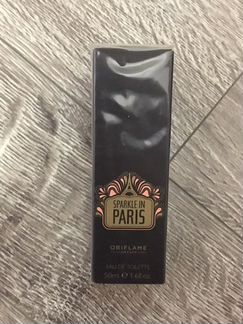 SPARKLE IN
PARIS
ORIFLAME
EAU DE TOILETTE
50ml e 1.6fl.oz.